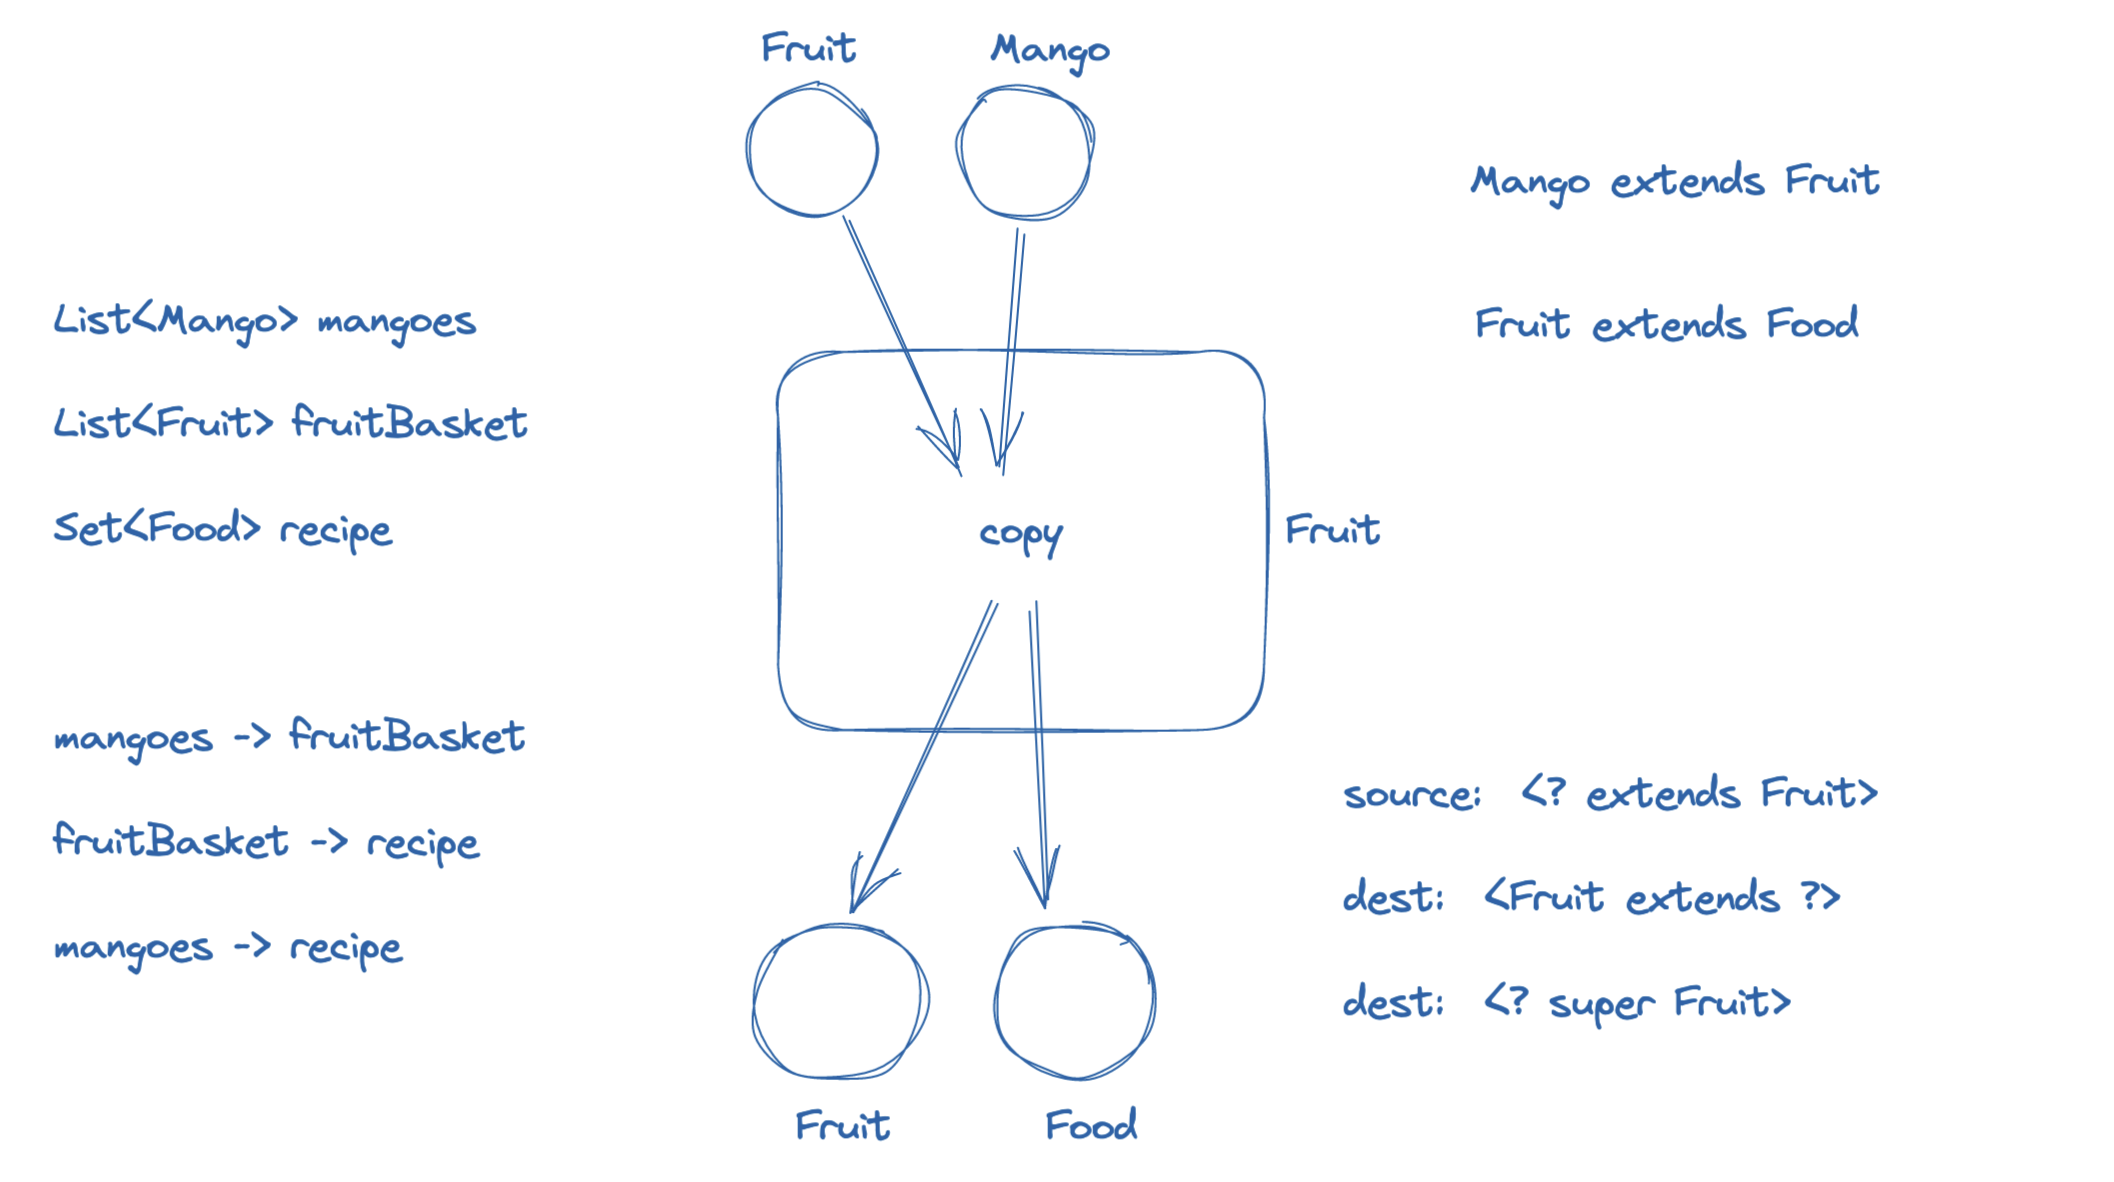 Fruit
Mango
Mango extends Fruit
Fruit extends Food
List<Mango> mangoes
List<Fruit> fruitBasket
Set<Food> recipe
copy
Fruit
mangoes -> fruitBasket
fruitBasket -> recipe
mangoes -> recipe
source: <? extends Fruit>
dest: <Fruit extends ?>
dest: <? super Fruit>
Fruit
Food